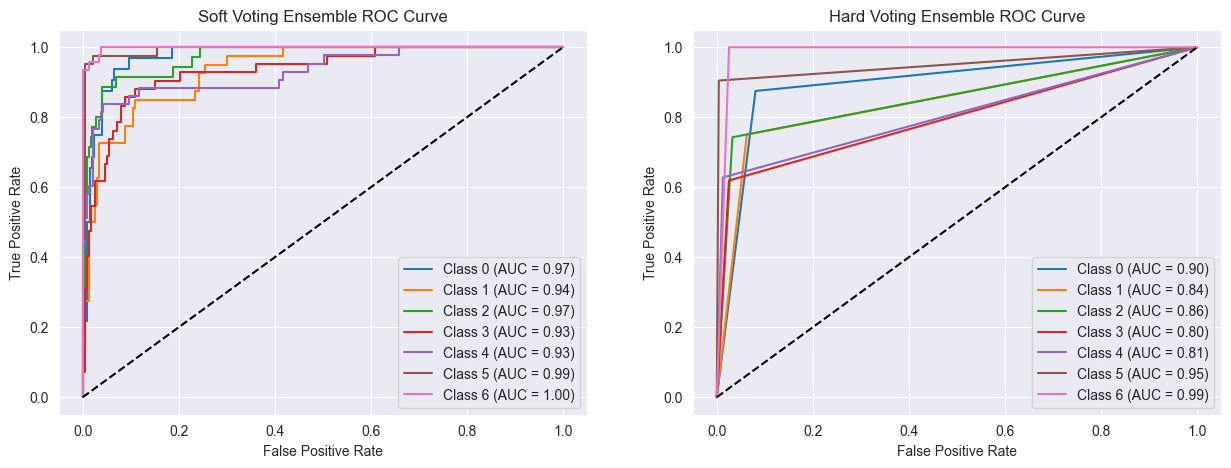 Soft Voting Ensemble ROC Curve
True Positive Rate
1.0
0.8
0.6
0.4
0.2
0.0
Class 0 (AUC = 0.97)
Class 1 (AUC = 0.94)
Class 2 (AUC = 0.97)
Class 3 (AUC = 0.93)
Class 4 (AUC = 0.93)
Class 5 (AUC = 0.99)
Class 6 (AUC = 1.00)
0.0 0.2 0.4 0.6 0.8 1.0
False Positive Rate
Hard Voting Ensemble ROC Curve
True Positive Rate
1.0
0.8
0.6
0.4
0.2
0.0
Class 0 (AUC = 0.90)
Class 1 (AUC = 0.84)
Class 2 (AUC = 0.86)
Class 3 (AUC = 0.80)
Class 4 (AUC = 0.81)
Class 5 (AUC = 0.95)
Class 6 (AUC = 0.99)
0.0 0.2 0.4 0.6 0.8 1.0
False Positive Rate